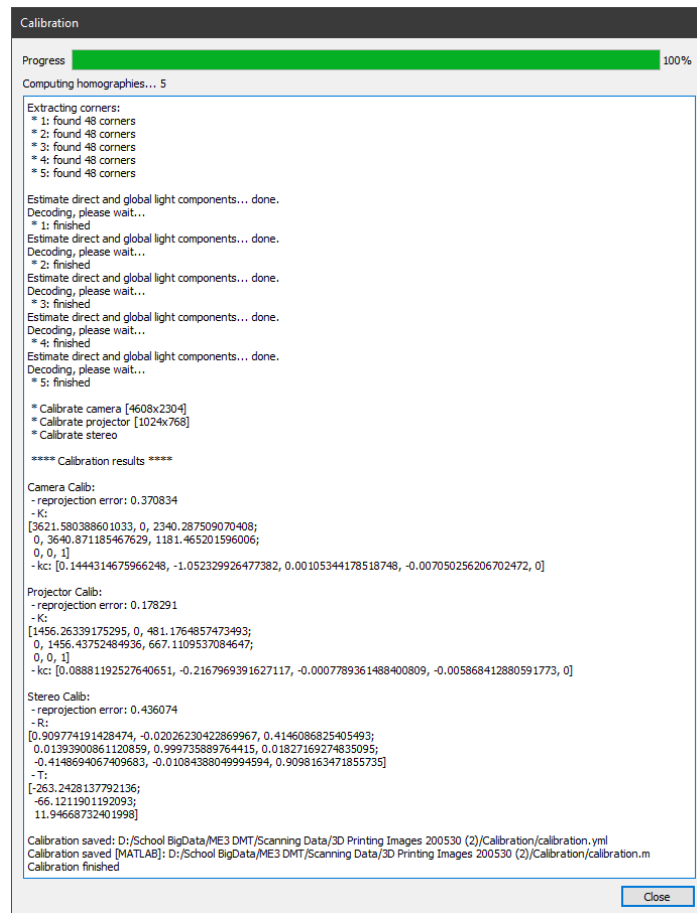 Calibration
Progress 100%
Computing homographies... 5
Extracting corners:
* 1: found 48 corners
* 2: found 48 corners
* 3: found 48 corners
* 4: found 48 corners
* 5: found 48 corners
Estimate direct and global light components... done.
Decoding, please wait...
* 1: finished
Estimate direct and global light components... done.
Decoding, please wait...
* 2: finished
Estimate direct and global light components... done.
Decoding, please wait...
* 3: finished
Estimate direct and global light components... done.
Decoding, please wait...
* 4: finished
Estimate direct and global light components... done.
Decoding, please wait...
* 5: finished
* Calibrate camera [4608x2304]
* Calibrate projector [1024x768]
* Calibrate stereo
**** Calibration results ****
Camera Calib:
- reprojection error: 0.370834
- K:
[3621.580388601033, 0, 2340.287509070408;
0, 3640.871185467629, 1181.465201596006;
0, 0, 1]
- kc: [0.1444314675966248, -1.052329926477382, 0.00105344178518748, -0.007050256206702472, 0]
Projector Calib:
- reprojection error: 0.178291
- K:
[1456.26339175295, 0, 481.1764857473493;
0, 1456.43752484936, 667.1109537084647;
0, 0, 1]
- kc: [0.08881192527640651, -0.2167969391627117, -0.0007789361488400809, -0.005868412880591773, 0]
Stereo Calib:
- reprojection error: 0.436074
- R:
[0.909774191428474, -0.02026230422869967, 0.4146086825405493;
0.01393900861120859, 0.999735889764415, 0.01827169274835095;
-0.4148694067409683, -0.01084388049994594, 0.9098163471855735]
- T:
[-263.2428137792136;
-66.1211901192093;
11.94668732401998]
Calibration saved: D:/School BigData/ME3 DMT/Scanning Data/3D Printing Images 200530 (2)/Calibration/calibration.yml
Calibration saved [MATLAB]: D:/School BigData/ME3 DMT/Scanning Data/3D Printing Images 200530 (2)/Calibration/calibration.m
Calibration finished
Close